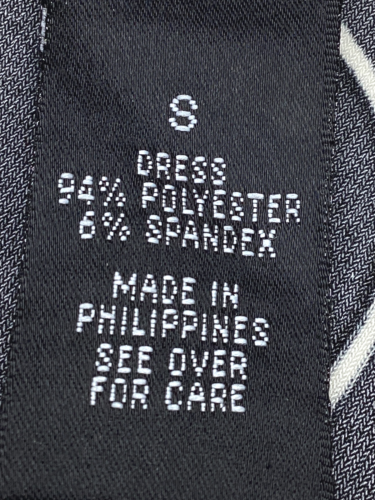 S
DRESS
94% POLYESTER
6% SPANDEX
MADE IN
PHILIPPINES
SEE OVER
FOR CARE